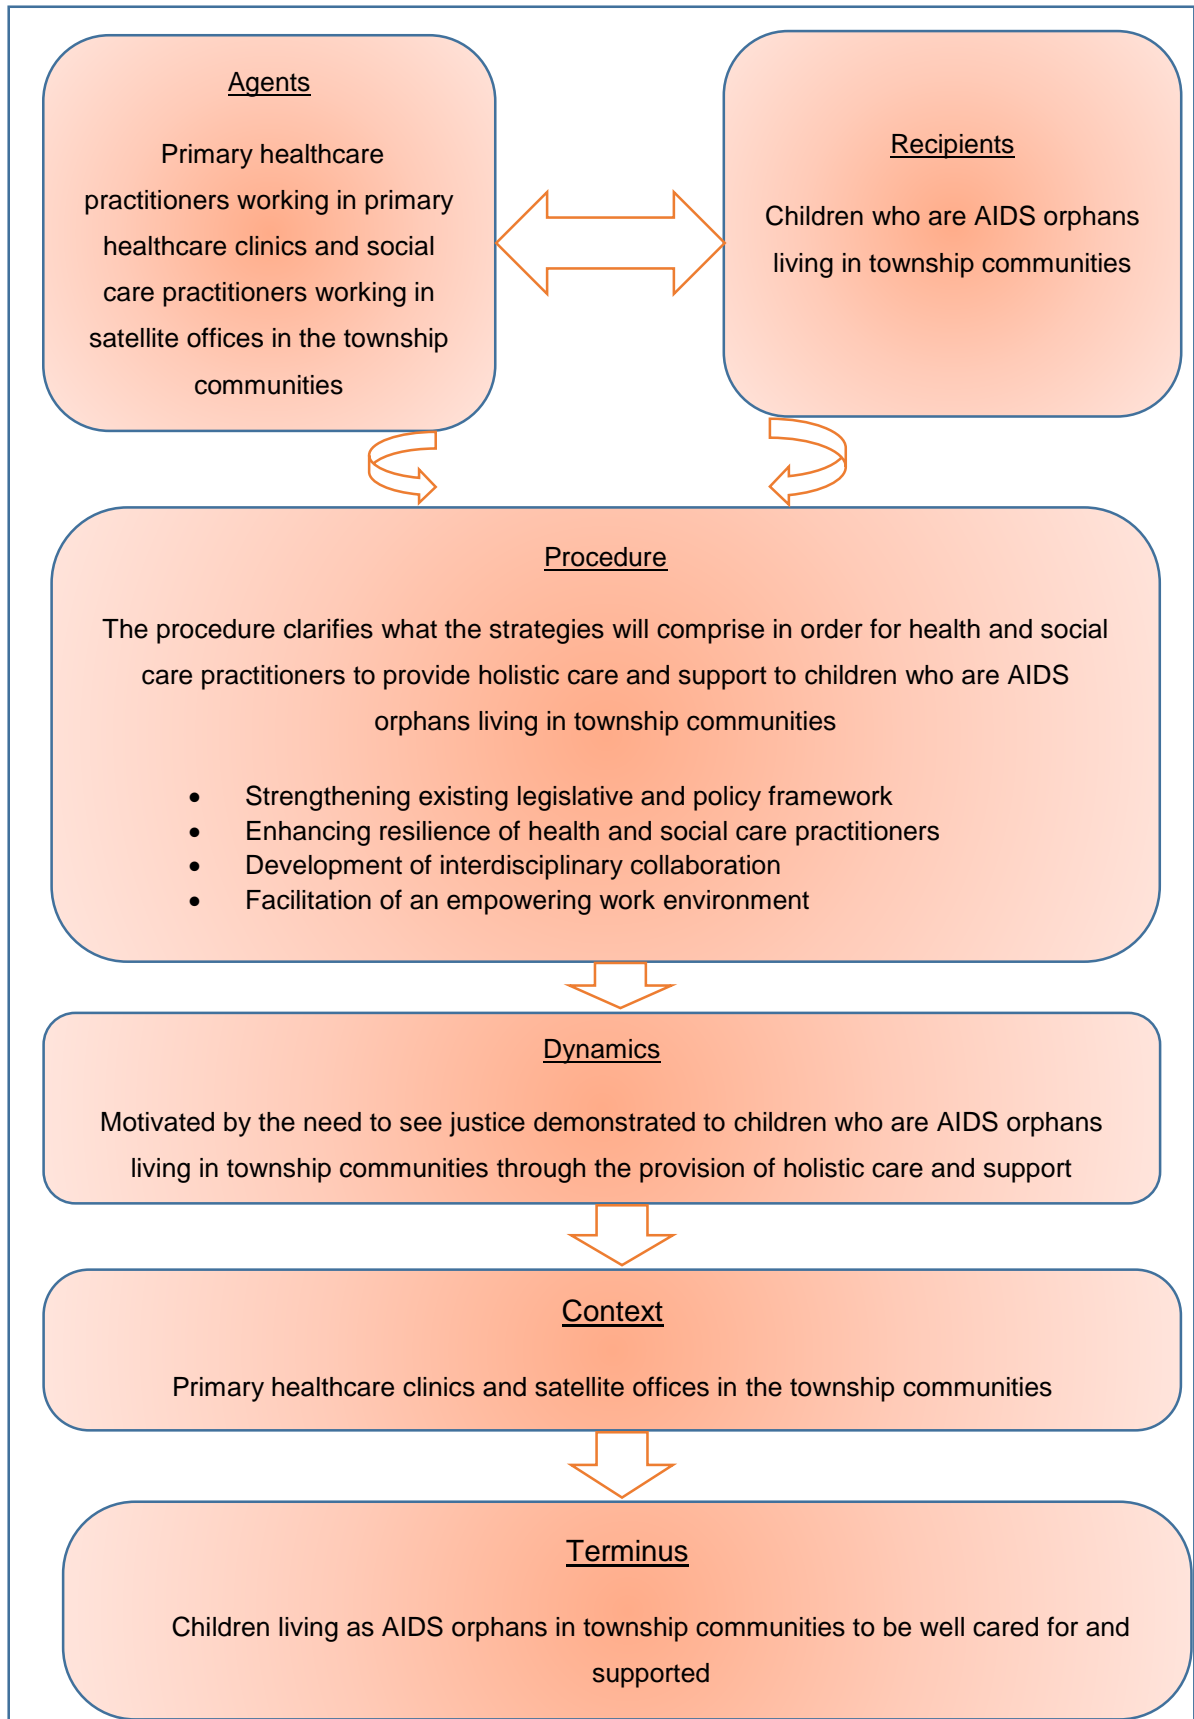 Agents
Primary healthcare
practitioners working in primary
healthcare clinics and social
care practitioners working in
satellite offices in the township
communities
Recipients
Children who are AIDS orphans
living in township communities
Procedure
The procedure clarifies what the strategies will comprise in order for health and social
care practitioners to provide holistic care and support to children who are AIDS
orphans living in township communities
• Strengthening existing legislative and policy framework
• Enhancing resilience of health and social care practitioners
• Development of interdisciplinary collaboration
• Facilitation of an empowering work environment
Dynamics
Motivated by the need to see justice demonstrated to children who are AIDS orphans
living in township communities through the provision of holistic care and support
Context
Primary healthcare clinics and satellite offices in the township communities
Terminus
Children living as AIDS orphans in township communities to be well cared for and
supported